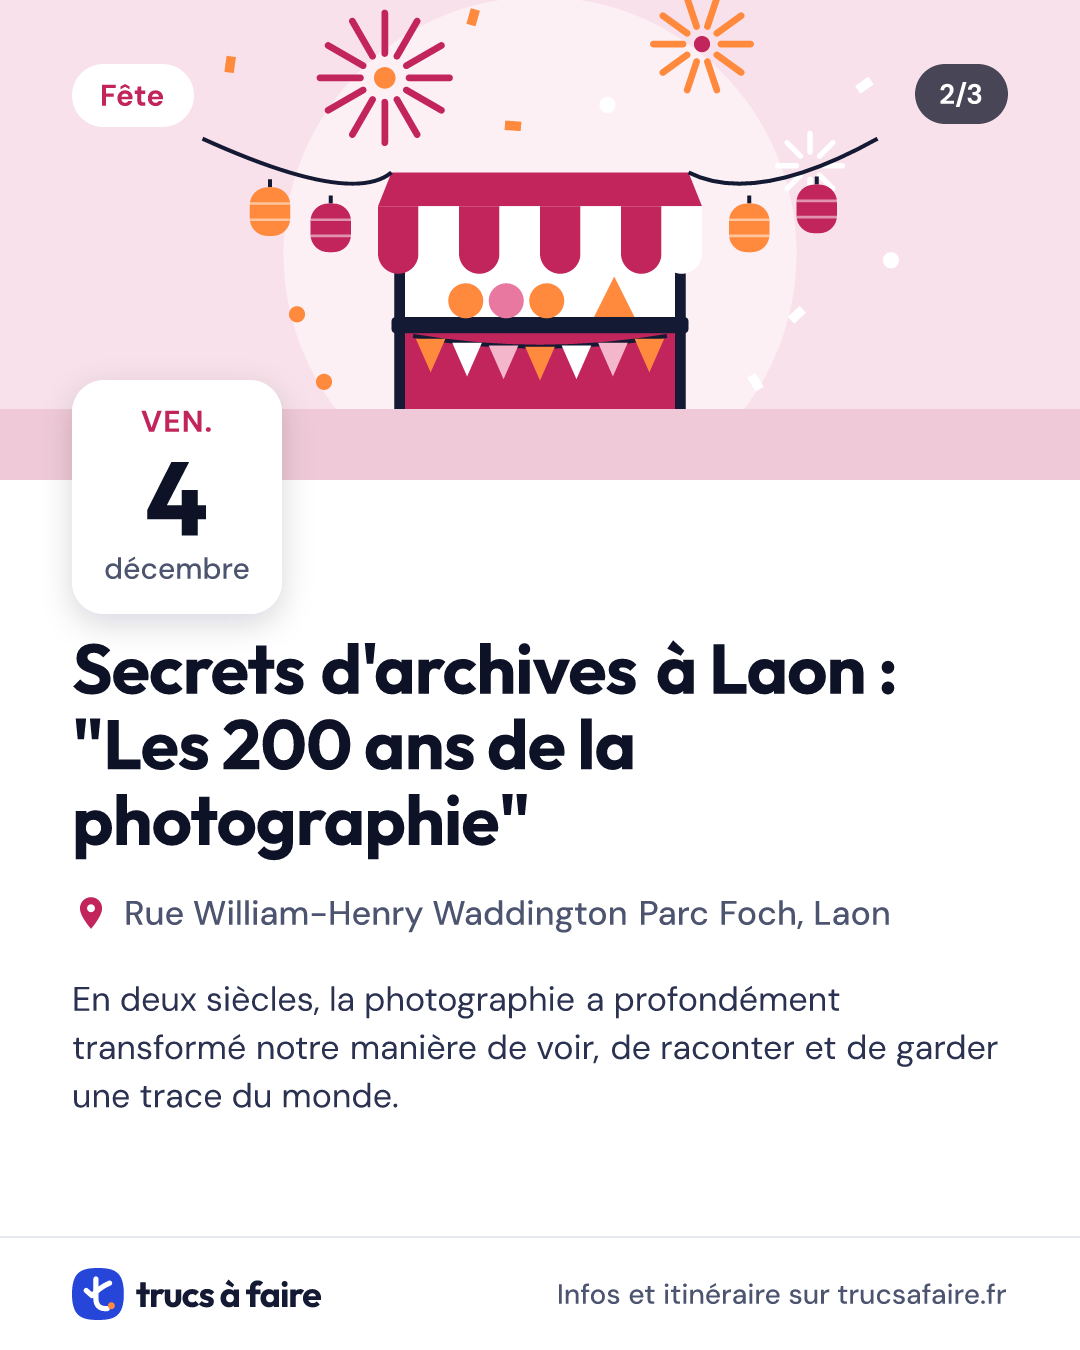 Fête
2/3
VEN.
4
décembre
Secrets d'archives à Laon :
"Les 200 ans de la
photographie"
Rue William-Henry Waddington Parc Foch, Laon
En deux siècles, la photographie a profondément
transformé notre manière de voir, de raconter et de garder
une trace du monde.
trucs à faire
Infos et itinéraire sur trucsafaire.fr